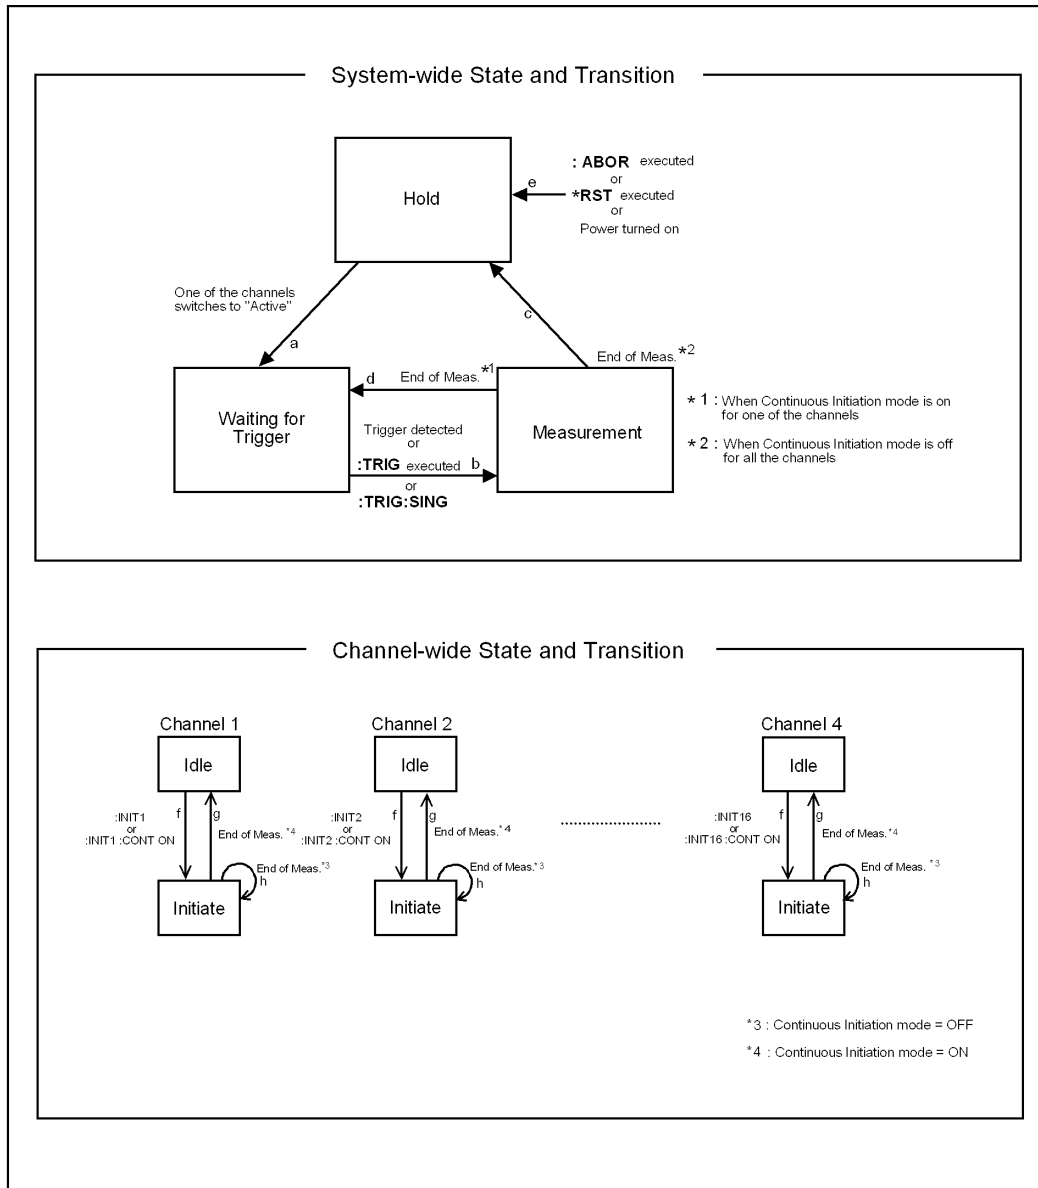 System-wide State and Transition
Hold
e
: ABOR executed
or
*RST executed
or
Power turned on
One of the channels
switches to "Active"
a
c
End of Meas.*2
d
End of Meas.*1
Waiting for
Trigger
Trigger detected
or
:TRIG executed
b
or
:TRIG:SING
Measurement
*1 : When Continuous Initiation mode is on
for one of the channels
*2 : When Continuous Initiation mode is off
for all the channels
Channel-wide State and Transition
Channel 1
Idle
:INIT1
or
:INIT1 :CONT ON
f
g
End of Meas.*4
End of Meas.*3
h
Initiate
Channel 2
Idle
:INIT2
or
:INIT2 :CONT ON
f
g
End of Meas.*4
End of Meas.*3
h
Initiate
Channel 4
Idle
:INIT16
or
:INIT16 :CONT ON
f
g
End of Meas.*4
End of Meas.*3
h
Initiate
*3 : Continuous Initiation mode = OFF
*4 : Continuous Initiation mode = ON